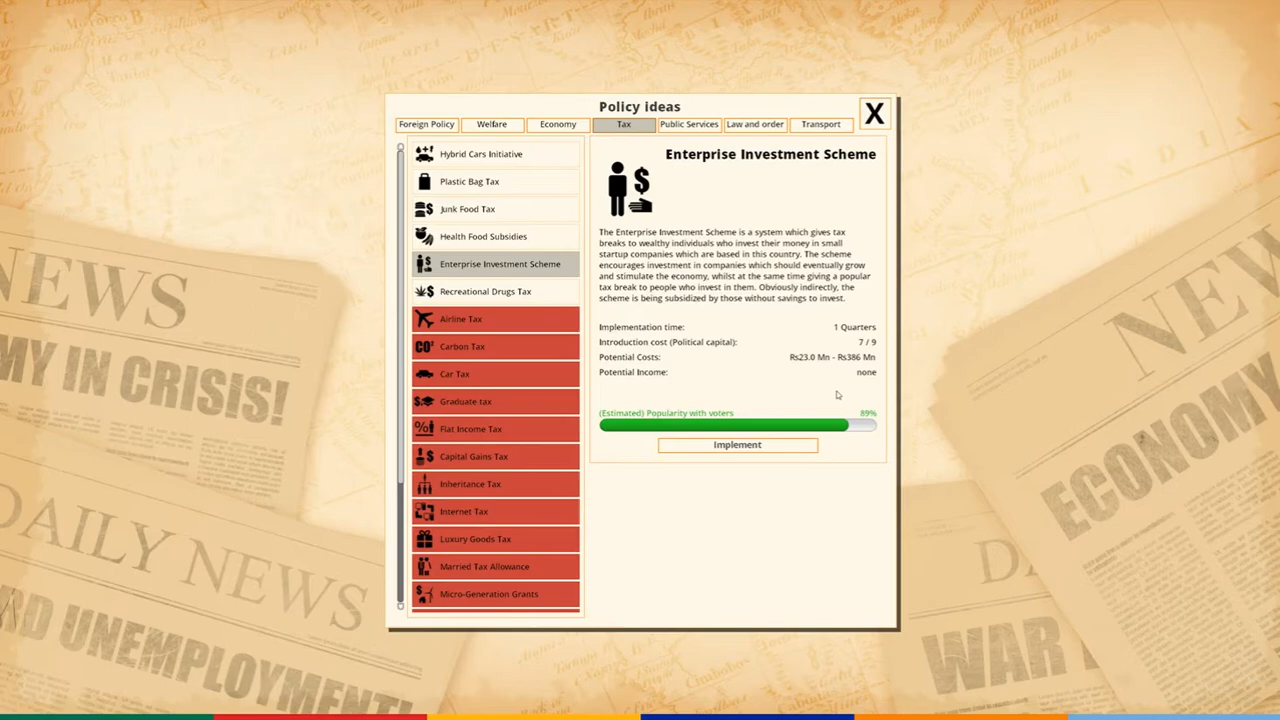 Policy ideas
X
Foreign Policy
Welfare
Economy
Tax
Public Services
Law and order
Transport
Hybrid Cars Initiative
Plastic Bag Tax
Junk Food Tax
Health Food Subsidies
Enterprise Investment Scheme
Recreational Drugs Tax
Airline Tax
Carbon Tax
Car Tax
Graduate tax
Flat Income Tax
Capital Gains Tax
Inheritance Tax
Internet Tax
Luxury Goods Tax
Married Tax Allowance
Micro-Generation Grants
Enterprise Investment Scheme
The Enterprise Investment Scheme is a system which gives tax
breaks to wealthy individuals who invest their money in small
startup companies which are based in this country. The scheme
encourages investment in companies which should eventually grow
and stimulate the economy, whilst at the same time giving a popular
tax break to people who invest in them. Obviously indirectly, the
scheme is being subsidized by those without savings to invest.
Implementation time: 1 Quarters
Introduction cost (Political capital): 7 / 9
Potential Costs: Rs23.0 Mn - Rs386 Mn
Potential Income: none
(Estimated) Popularity with voters 89%
Implement
NEWS
MY IN CRISIS!
DAILY NEWS
RD UNEMPLOYMENT!
NEW
ECONOMY
WAR